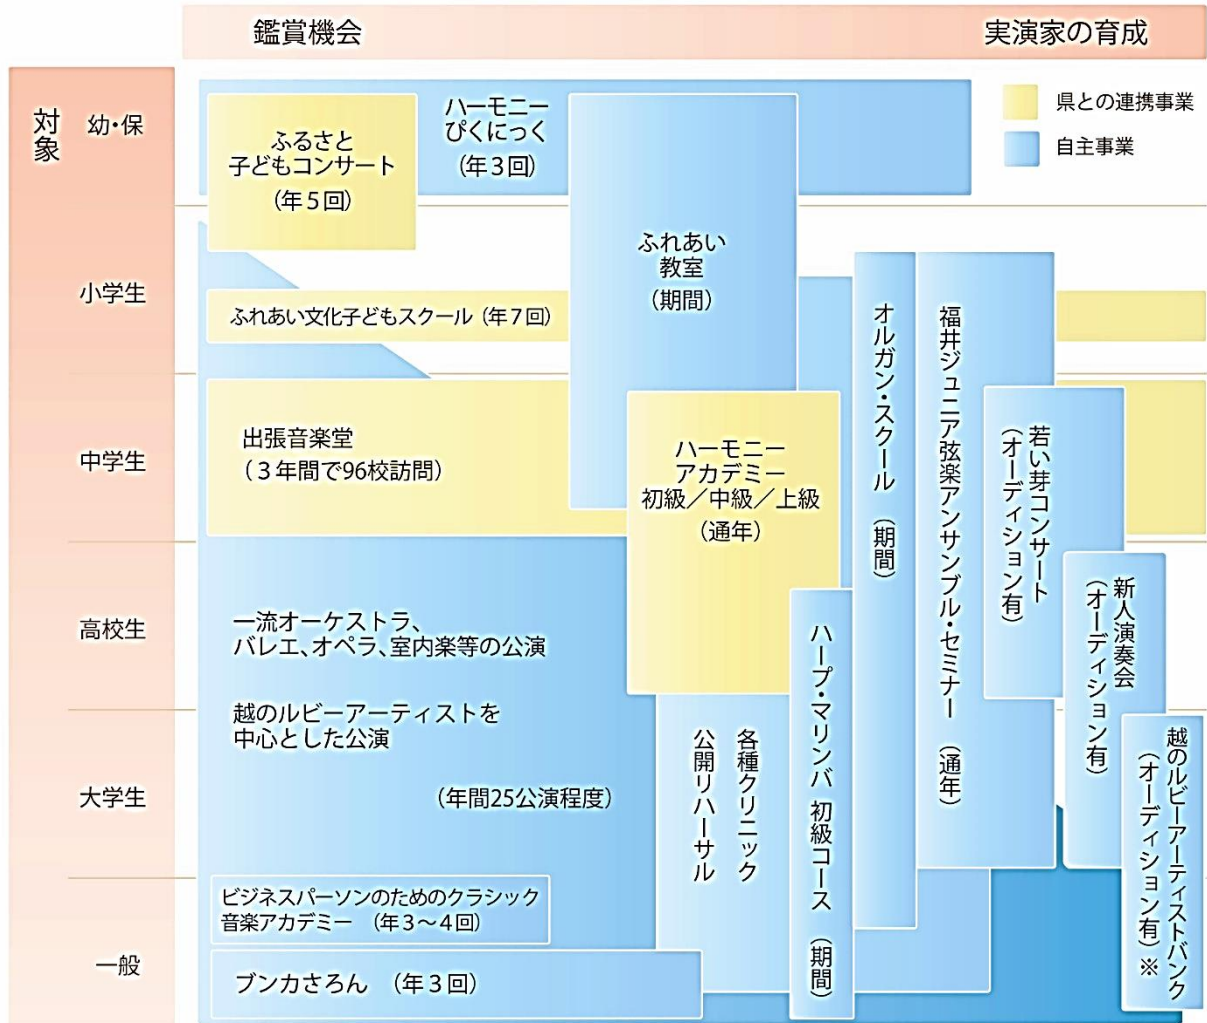 鑑賞機会
実演家の育成
対象
幼・保
小学生
中学生
高校生
大学生
一般
県との連携事業
自主事業
ふるさと
子どもコンサート
（年５回）
ハーモニー
ぴくにっく
（年３回）
ふれあい
教室
（期間）
ふれあい文化子どもスクール（年７回）
出張音楽堂
（３年間で96校訪問）
ハーモニー
アカデミー
初級／中級／上級
（通年）
オルガン・スクール （期間）
福井ジュニア弦楽アンサンブル・セミナー （通年）
若い芽コンサート
（オーディション有）
新人演奏会
（オーディション有）
越のルビーアーティストバンク
（オーディション有）※
一流オーケストラ、
バレエ、オペラ、室内楽等の公演
越のルビーアーティストを
中心とした公演
（年間25公演程度）
各種クリニック
公開リハーサル
ハープ・マリンバ 初級コース （期間）
ビジネスパーソンのためのクラシック
音楽アカデミー （年３～４回）
ブンカさろん （年３回）